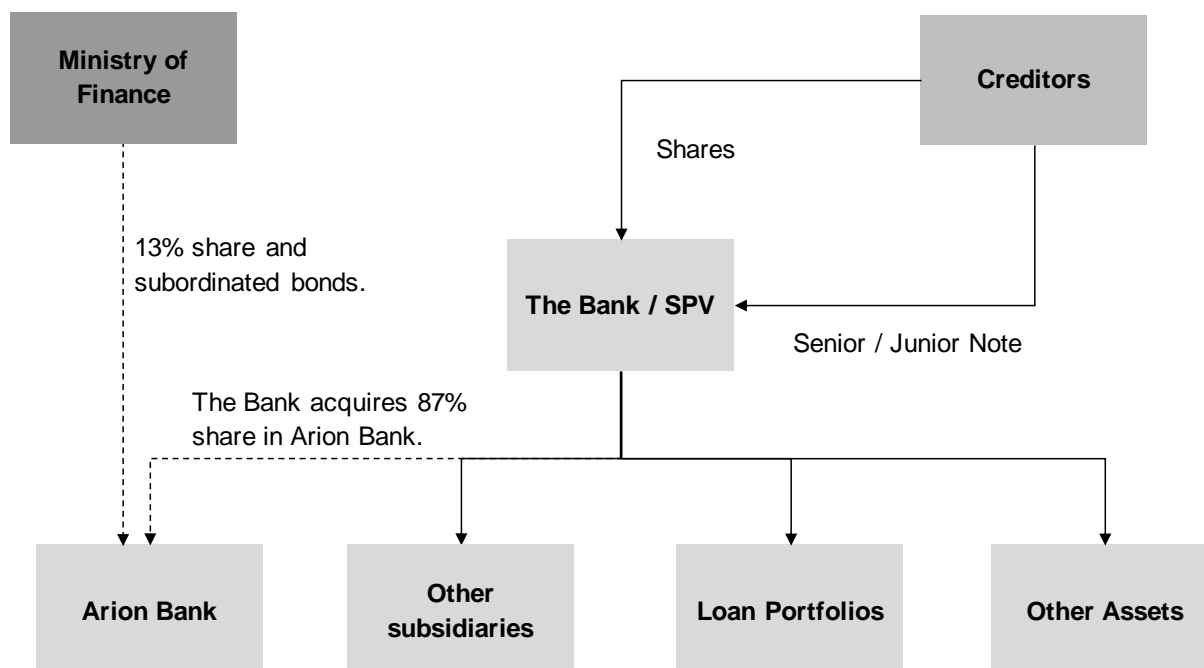 Ministry of
Finance
Creditors
Shares
13% share and
subordinated bonds.
The Bank / SPV
Senior / Junior Note
The Bank acquires 87%
share in Arion Bank.
Arion Bank
Other
subsidiaries
Loan Portfolios
Other Assets